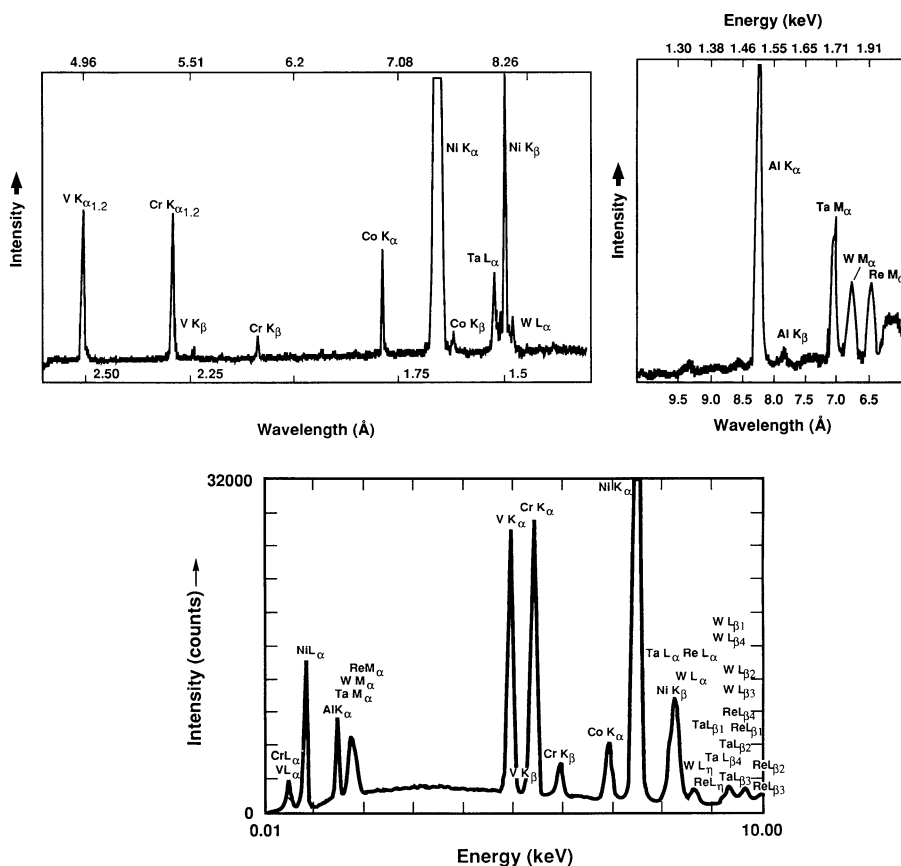 4.96 5.51 6.2 7.08 8.26
Intensity
V Kα1.2
Cr Kα1.2
V Kβ
Cr Kβ
Co Kα
Ni Kα
Co Kβ
Ta Lα
Ni Kβ
W Lα
2.50 2.25 1.75 1.5
Wavelength (Å)
Energy (keV)
1.30 1.38 1.46 1.55 1.65 1.71 1.91
Intensity
Al Kα
Ta Mα
W Mα
Re Mα
Al Kβ
9.5 9.0 8.5 8.0 7.5 7.0 6.5
Wavelength (Å)
32000
Intensity (counts)
0
NiLα
ReMα
W Mα
Ta Mα
AlKα
CrLα
VLα
V Kα
Cr Kα
V Kβ
Cr Kβ
Co Kα
Ni Kα
Ta Lα Re Lα
W Lα
Ni Kβ
W Lβ1
W Lβ4
W Lβ2
W Lβ3
ReLβ4
TaLβ1 ReLβ1
TaLβ2
Ta Lβ4
W Lη
ReLβ2
TaLβ3
ReLη
ReLβ3
0.01 10.00
Energy (keV)